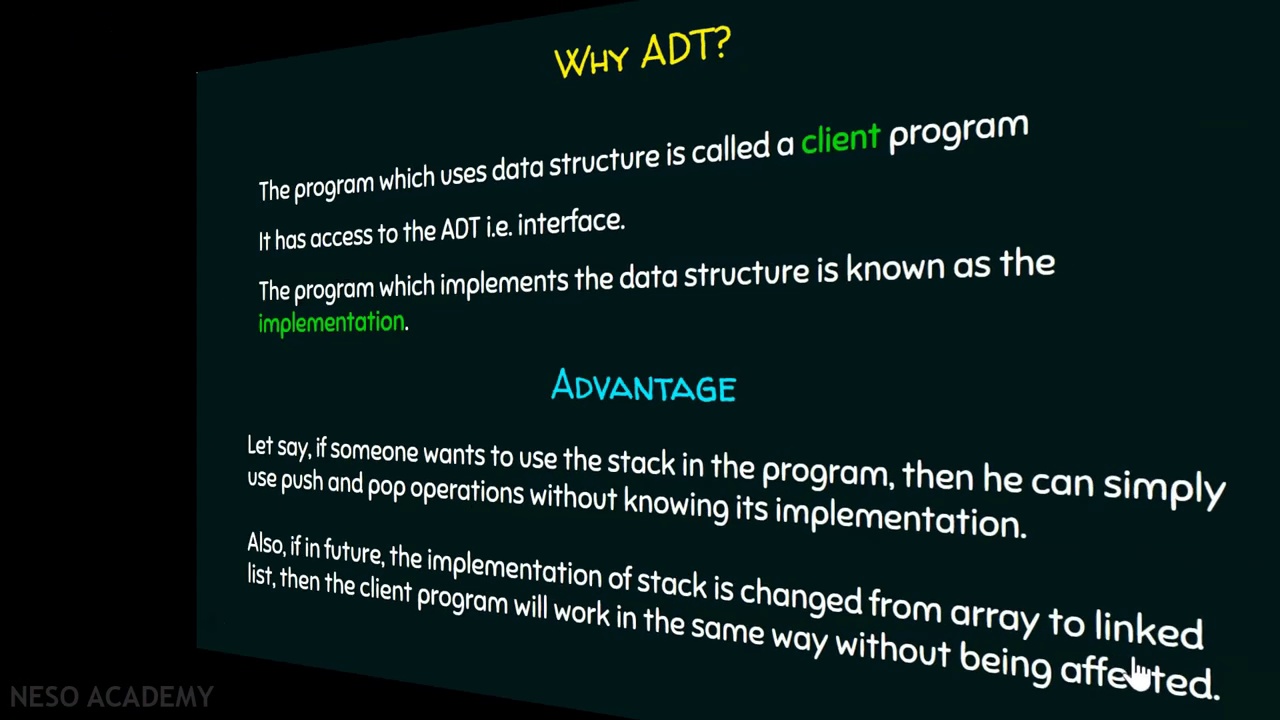 WHY ADT?
The program which uses data structure is called a client program
It has access to the ADT i.e. interface.
The program which implements the data structure is known as the
implementation.
ADVANTAGE
Let say, if someone wants to use the stack in the program, then he can simply
use push and pop operations without knowing its implementation.
Also, if in future, the implementation of stack is changed from array to linked
list, then the client program will work in the same way without being affected.
NESO ACADEMY